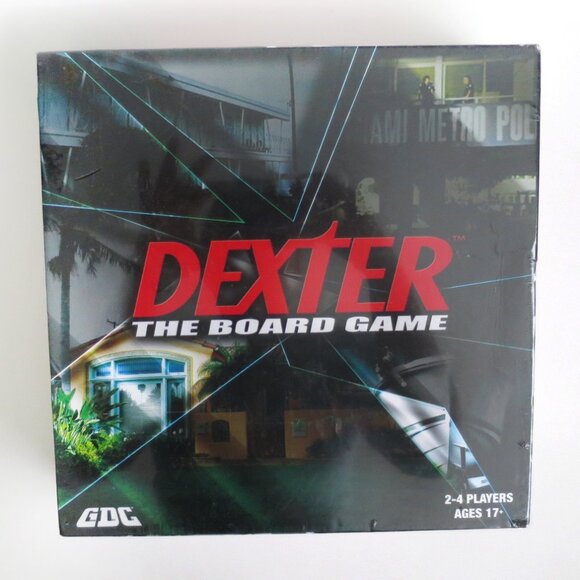 AMI METRO POL
DEXTER™
THE BOARD GAME
2-4 PLAYERS
AGES 17+
GDC